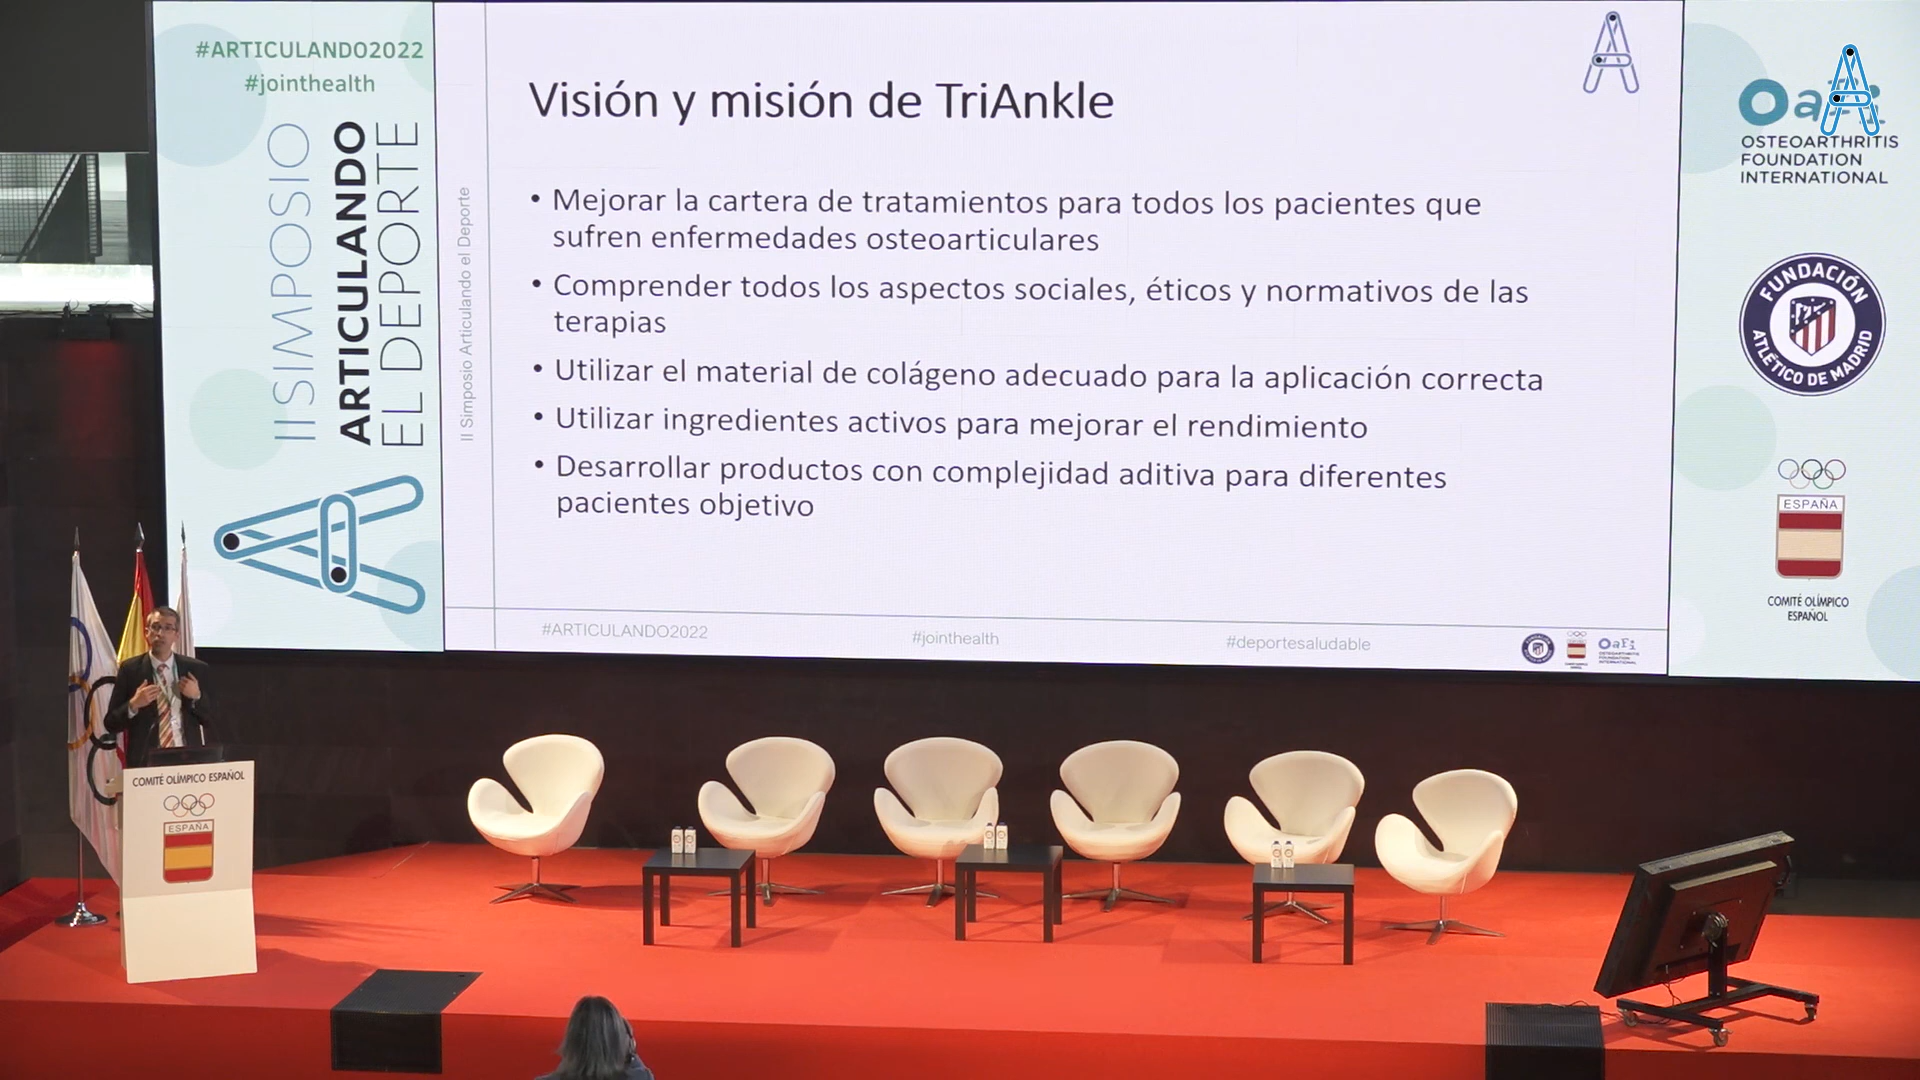 #ARTICULANDO2022
#jointhealth
II SIMPOSIO
ARTICULANDO
EL DEPORTE
II Simposio Articulando el Deporte
Visión y misión de TriAnkle
• Mejorar la cartera de tratamientos para todos los pacientes que
sufren enfermedades osteoarticulares
• Comprender todos los aspectos sociales, éticos y normativos de las
terapias
• Utilizar el material de colágeno adecuado para la aplicación correcta
• Utilizar ingredientes activos para mejorar el rendimiento
• Desarrollar productos con complejidad aditiva para diferentes
pacientes objetivo
#ARTICULANDO2022
#jointhealth
#deportesaludable
OaFi
OSTEOARTHRITIS
FOUNDATION
INTERNATIONAL
FUNDACIÓN
ATLÉTICO DE MADRID
ESPAÑA
COMITÉ OLÍMPICO
ESPAÑOL
COMITÉ OLÍMPICO ESPAÑOL
ESPAÑA